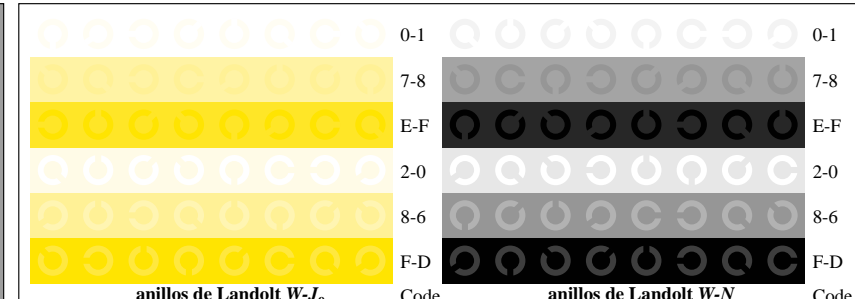 0-1 0-1
7-8 7-8
E-F E-F
2-0 2-0
8-6 8-6
F-D F-D
anillos de Landolt W-J Code anillos de Landolt W-N Code